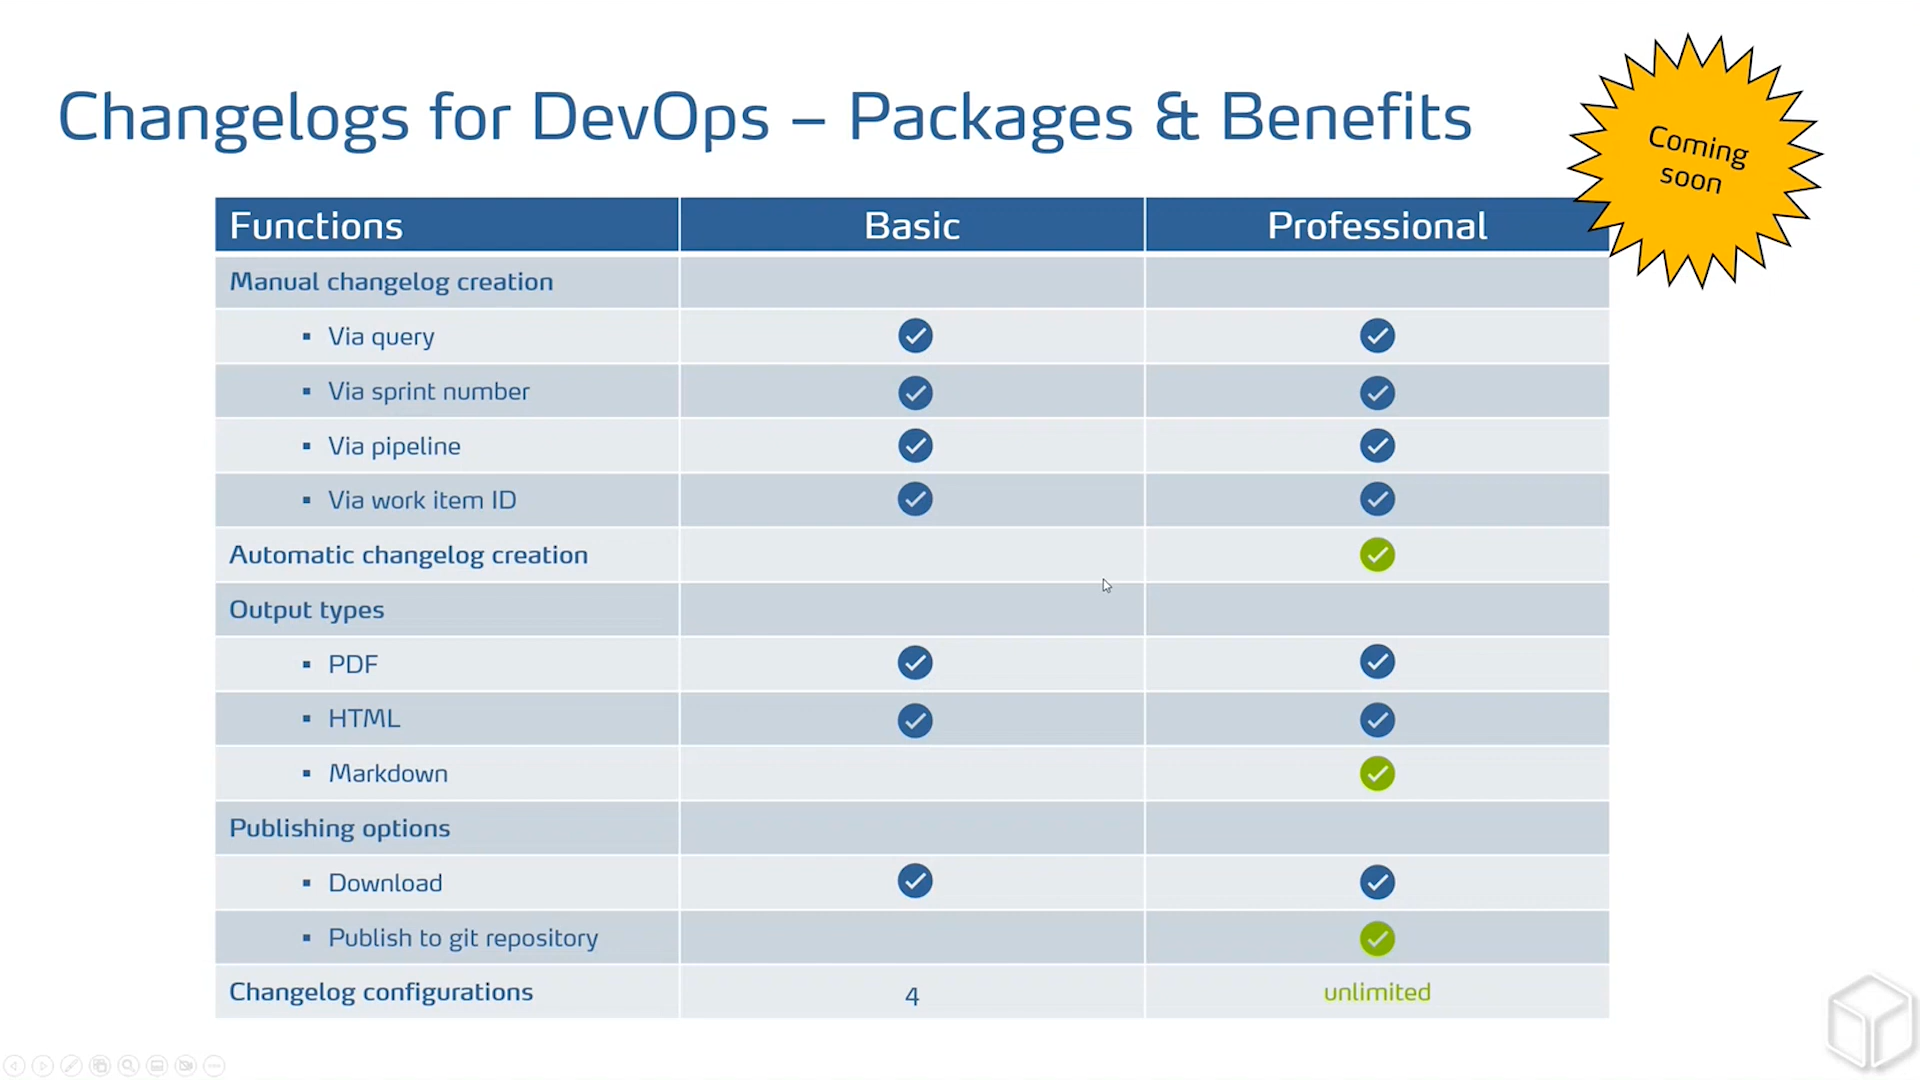 Changelogs for DevOps – Packages & Benefits
Coming
soon
Functions Basic Professional
Manual changelog creation
▪ Via query
▪ Via sprint number
▪ Via pipeline
▪ Via work item ID
Automatic changelog creation
Output types
▪ PDF
▪ HTML
▪ Markdown
Publishing options
▪ Download
▪ Publish to git repository
Changelog configurations 4 unlimited